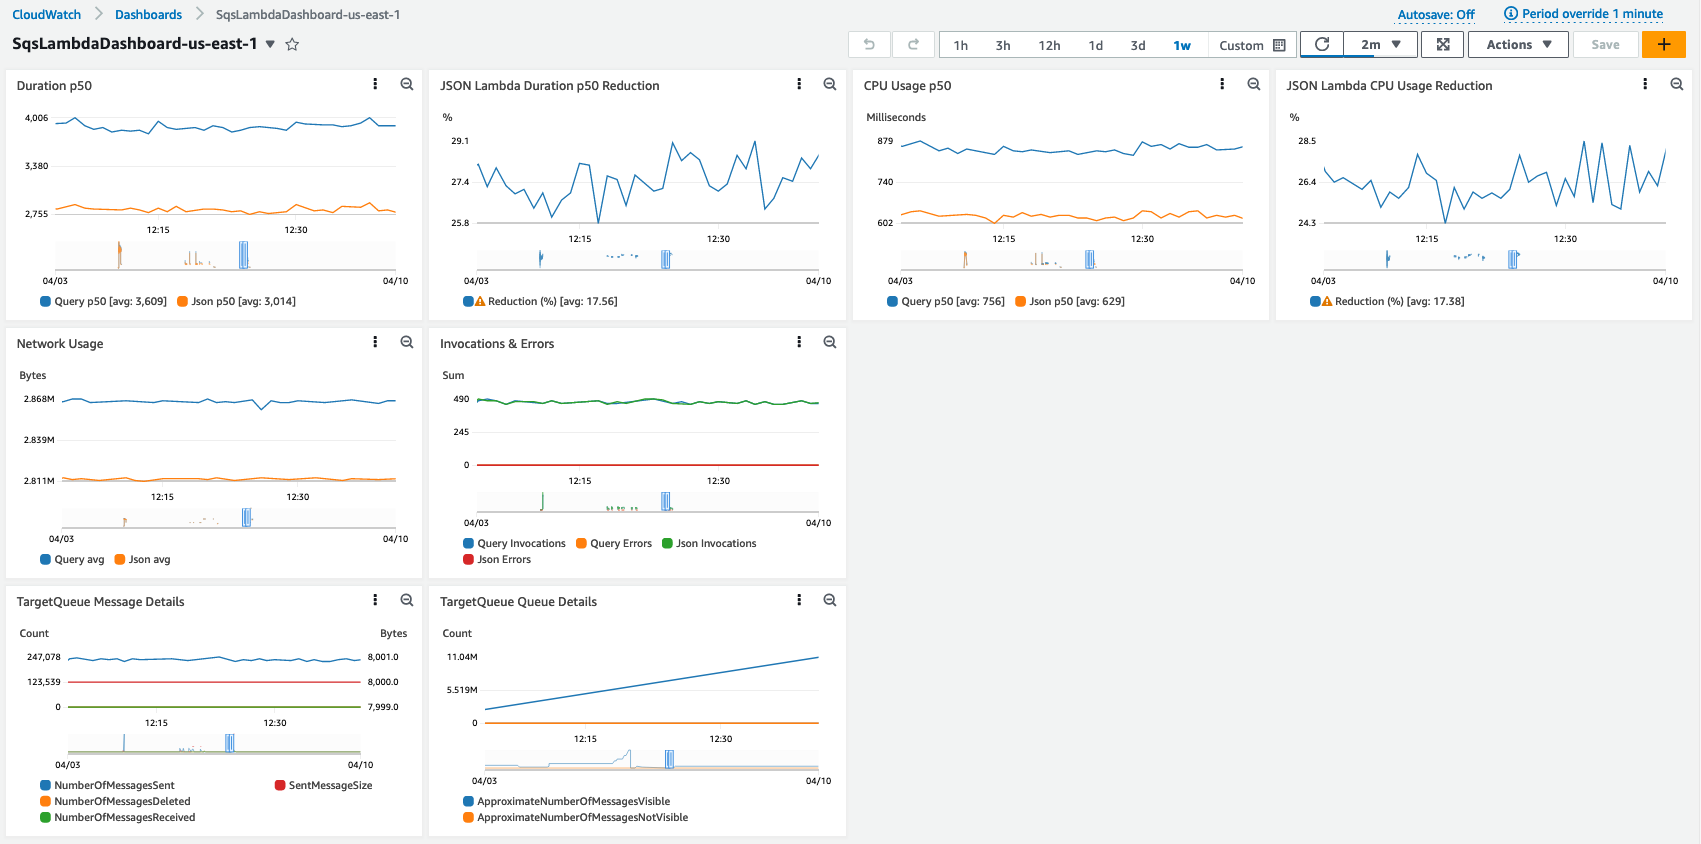 CloudWatch > Dashboards > SqsLambdaDashboard-us-east-1
Autosave: Off
Period override 1 minute
SqsLambdaDashboard-us-east-1
1h 3h 12h 1d 3d 1w Custom
2m
Actions
Save
Duration p50
4,006
3,380
2,755
12:15 12:30
04/03 04/10
Query p50 [avg: 3,609] Json p50 [avg: 3,014]
JSON Lambda Duration p50 Reduction
%
29.1
27.4
25.8
12:15 12:30
04/03 04/10
Reduction (%) [avg: 17.56]
CPU Usage p50
Milliseconds
879
740
602
12:15 12:30
04/03 04/10
Query p50 [avg: 756] Json p50 [avg: 629]
JSON Lambda CPU Usage Reduction
%
28.5
26.4
24.3
12:15 12:30
04/03 04/10
Reduction (%) [avg: 17.38]
Network Usage
Bytes
2.868M
2.839M
2.811M
12:15 12:30
04/03 04/10
Query avg Json avg
Invocations & Errors
Sum
490
245
0
12:15 12:30
04/03 04/10
Query Invocations Query Errors Json Invocations
Json Errors
TargetQueue Message Details
Count Bytes
247,078 8,001.0
123,539 8,000.0
0 7,999.0
12:15 12:30
04/03 04/10
NumberOfMessagesSent SentMessageSize
NumberOfMessagesDeleted
NumberOfMessagesReceived
TargetQueue Queue Details
Count
11.04M
5.519M
0
12:15 12:30
04/03 04/10
ApproximateNumberOfMessagesVisible
ApproximateNumberOfMessagesNotVisible